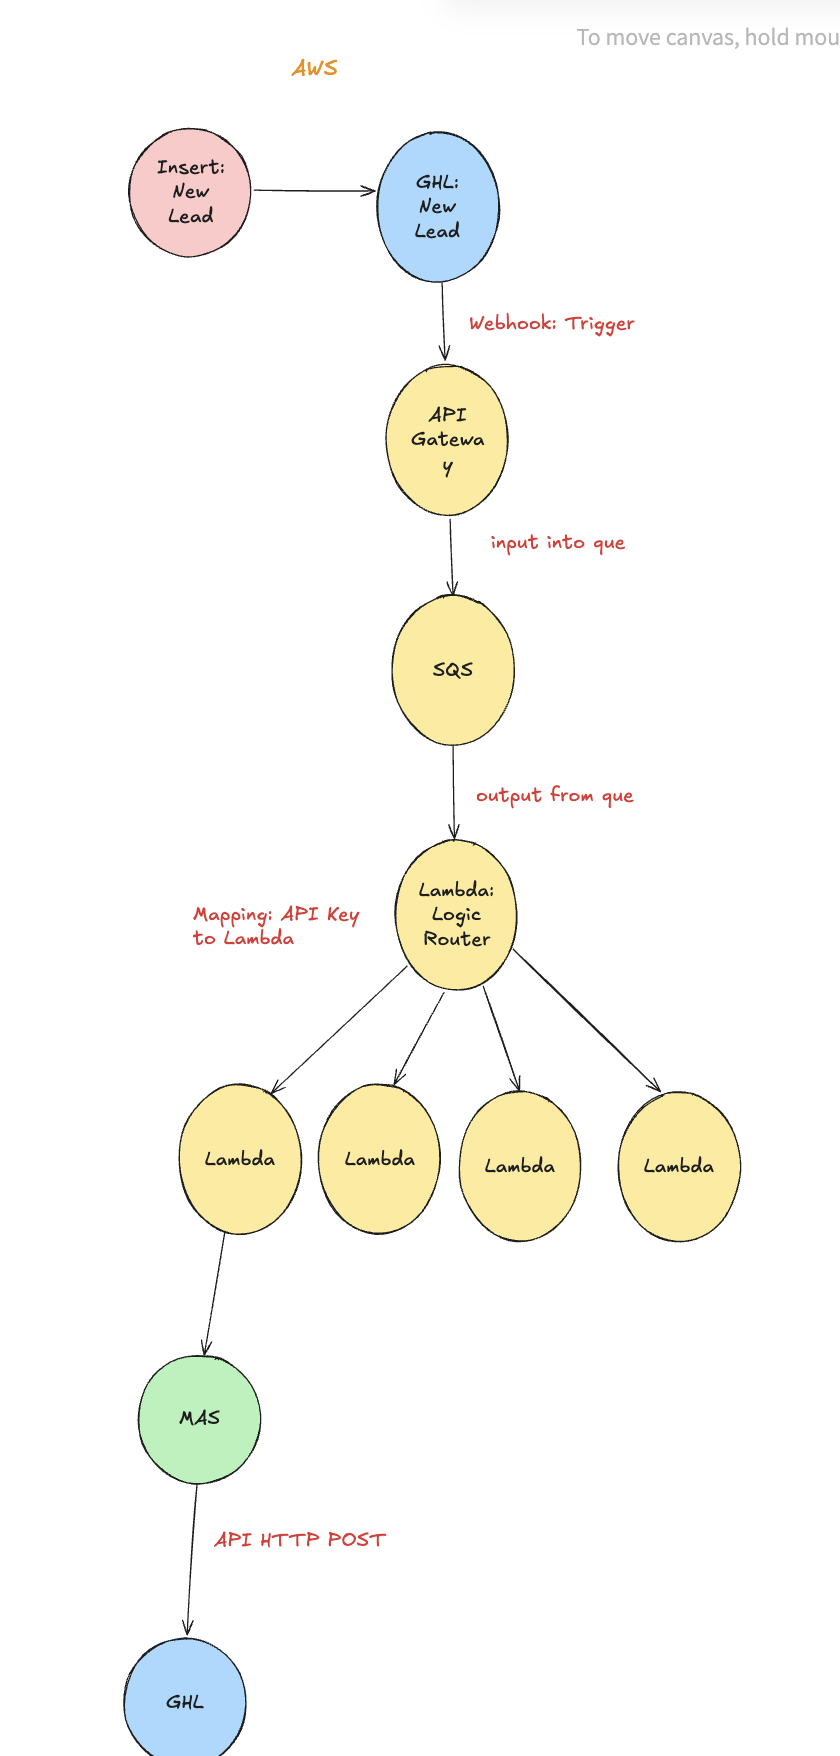 To move canvas, hold mou
AWS
Insert:
New
Lead
GHL:
New
Lead
Webhook: Trigger
API
Gatewa
y
input into que
SQS
output from que
Lambda:
Logic
Router
Mapping: API Key
to Lambda
Lambda
Lambda
Lambda
Lambda
MAS
API HTTP POST
GHL